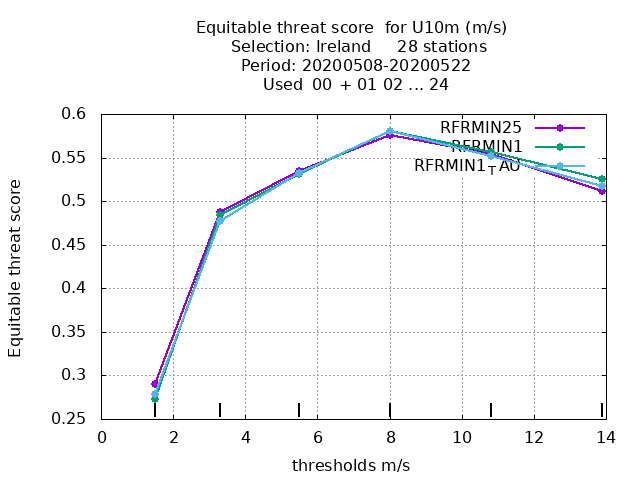 Equitable threat score  for U10m (m/s)
Selection: Ireland     28 stations
Period: 20200508-20200522
Used  00 + 01 02 ... 24
RFRMIN25
RFRMIN1
RFRMIN1TAU
0.6
0.55
0.5
0.45
0.4
0.35
0.3
0.25
Equitable threat score
0 2 4 6 8 10 12 14
thresholds m/s